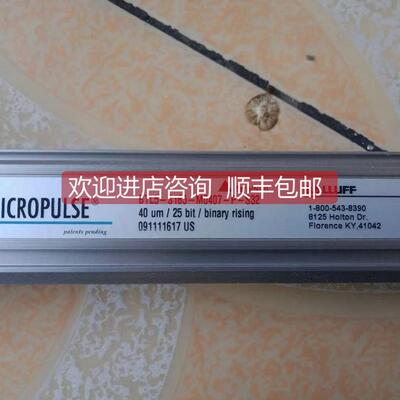 欢迎进店咨询 顺丰包邮
ICROPULSE®
patents pending
40 um / 25 bit / binary rising
091111617 US
LLUFF
1-800-543-8390
8125 Holton Dr.
Florence KY,41042